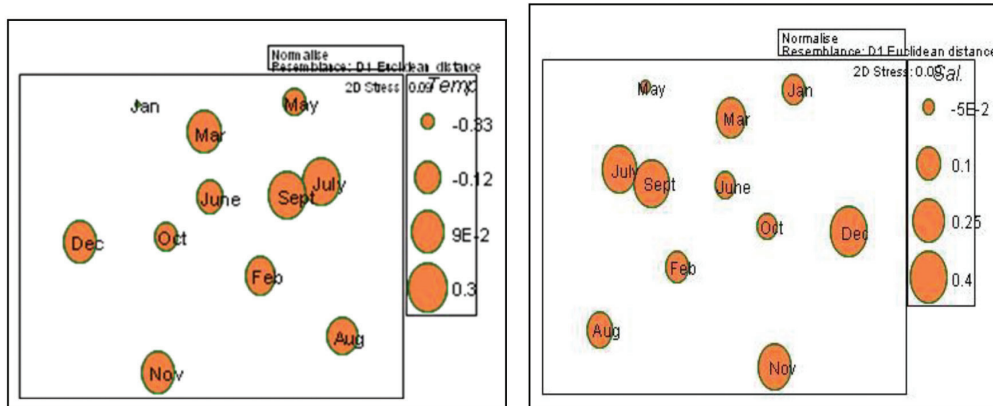 Normalise
Resemblance: D1 Euclidean distance
2D Stress: 0.09
Temp
-0.33
-0.12
9E-2
0.3
Jan
May
Mar
July
June
Sept
Dec
Oct
Feb
Aug
Nov
Normalise
Resemblance: D1 Euclidean distance
2D Stress: 0.09
Sal.
-5E-2
0.1
0.25
0.4
May
Jan
Mar
July
Sept
June
Oct
Dec
Feb
Aug
Nov